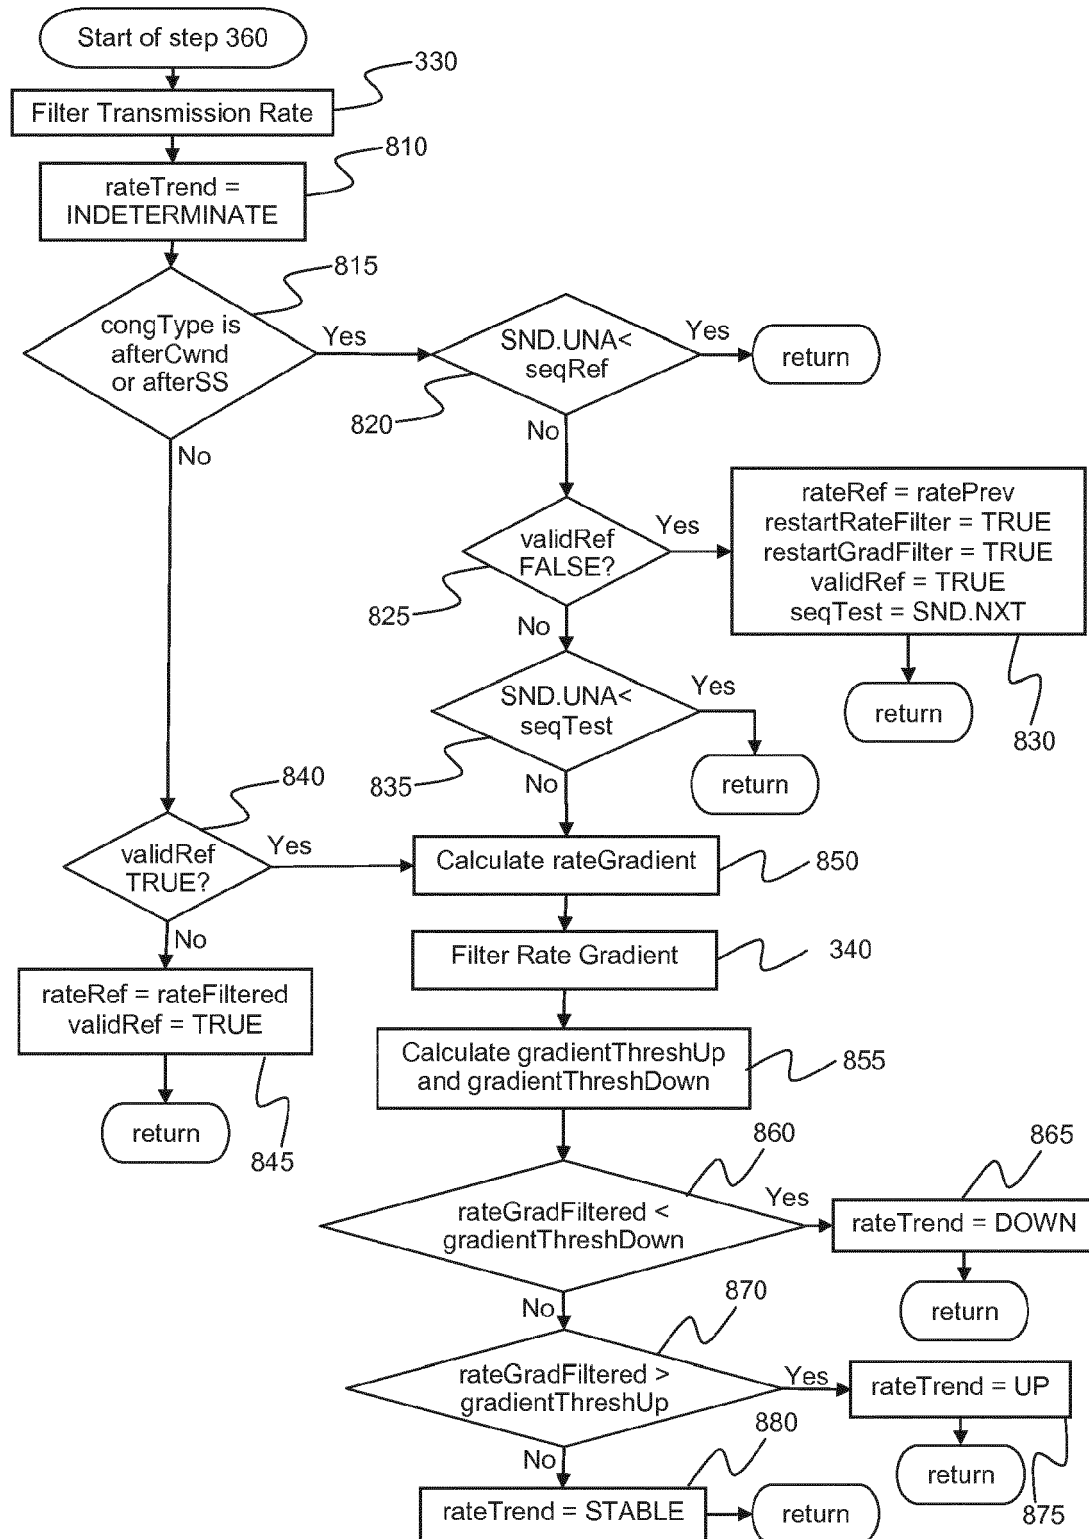 Start of step 360
330
Filter Transmission Rate
810
rateTrend =
INDETERMINATE
815
congType is
afterCwnd
or afterSS
Yes
No
SND.UNA<
seqRef
820
Yes
return
No
validRef
FALSE?
825
Yes
rateRef = ratePrev
restartRateFilter = TRUE
restartGradFilter = TRUE
validRef = TRUE
seqTest = SND.NXT
830
return
No
SND.UNA<
seqTest
835
Yes
return
No
840
validRef
TRUE?
Yes
No
rateRef = rateFiltered
validRef = TRUE
845
return
Calculate rateGradient
850
Filter Rate Gradient
340
Calculate gradientThreshUp
and gradientThreshDown
855
860
rateGradFiltered <
gradientThreshDown
Yes
865
rateTrend = DOWN
return
No
870
rateGradFiltered >
gradientThreshUp
Yes
rateTrend = UP
875
return
No
880
rateTrend = STABLE
return